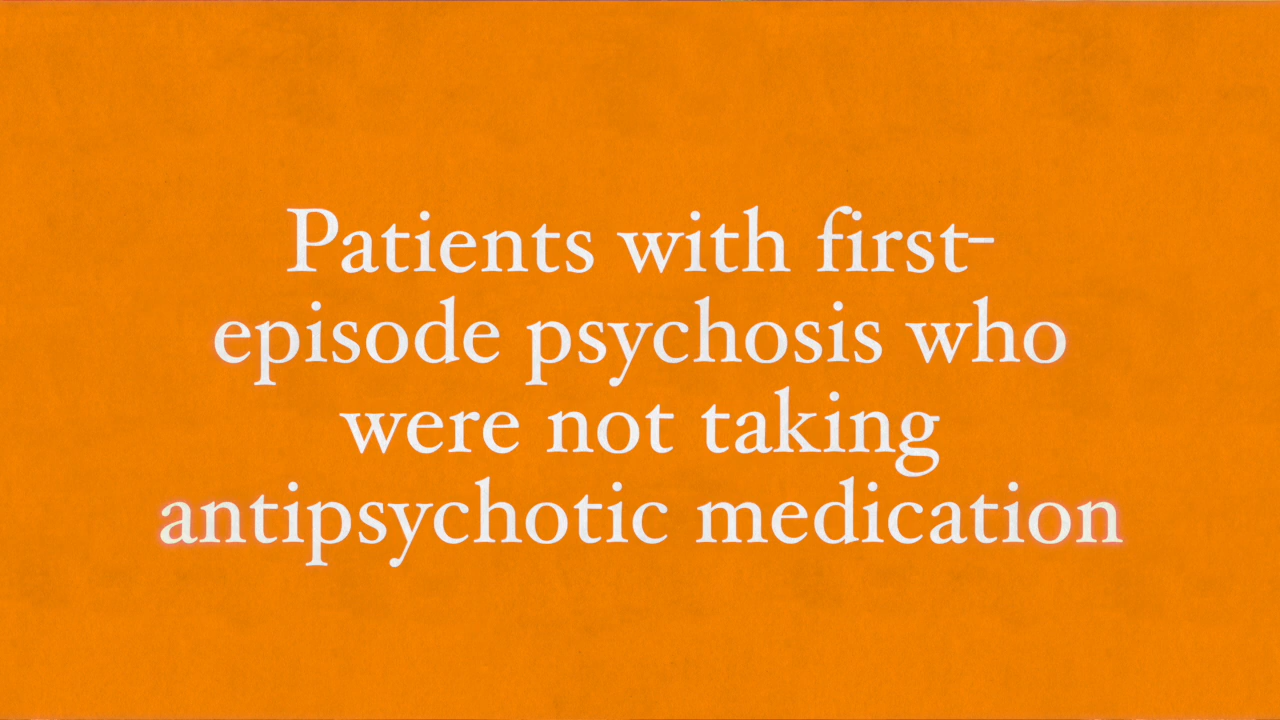 Patients with first-
episode psychosis who
were not taking
antipsychotic medication